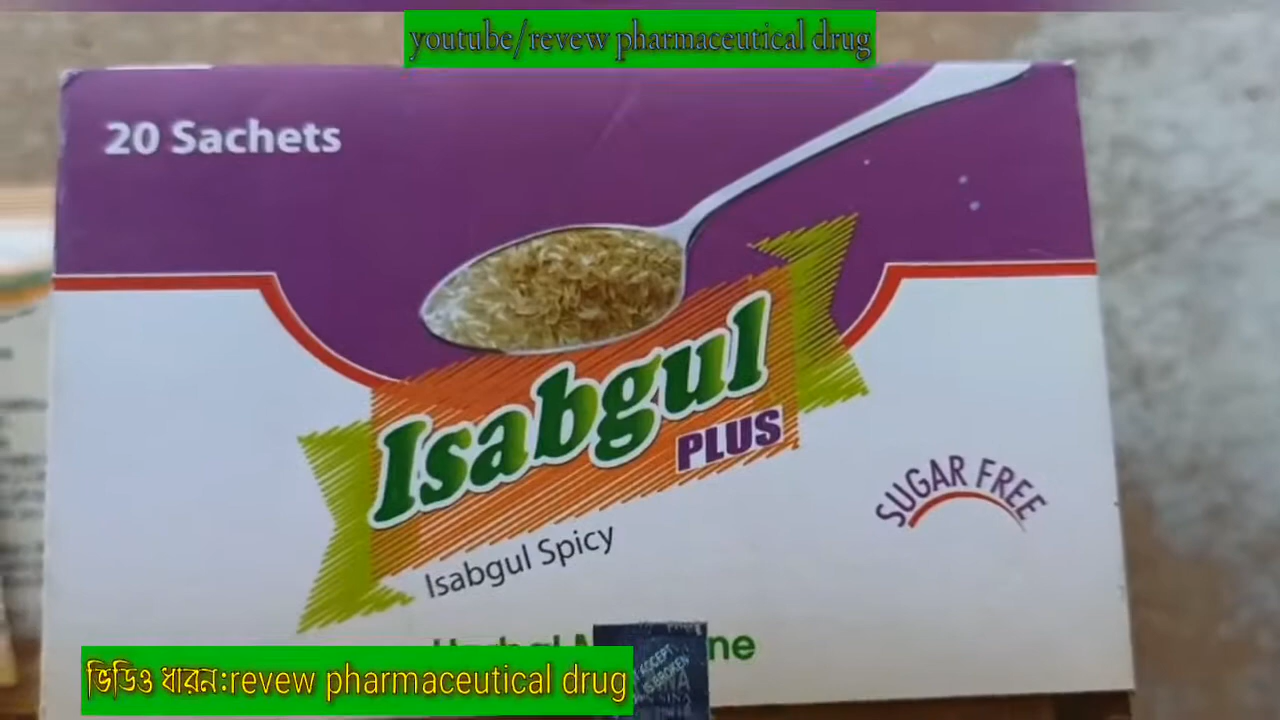 youtube/revew pharmaceutical drug
20 Sachets
Isabgul
PLUS
SUGAR FREE
Isabgul Spicy
ভিডিও ধারন:revew pharmaceutical drug